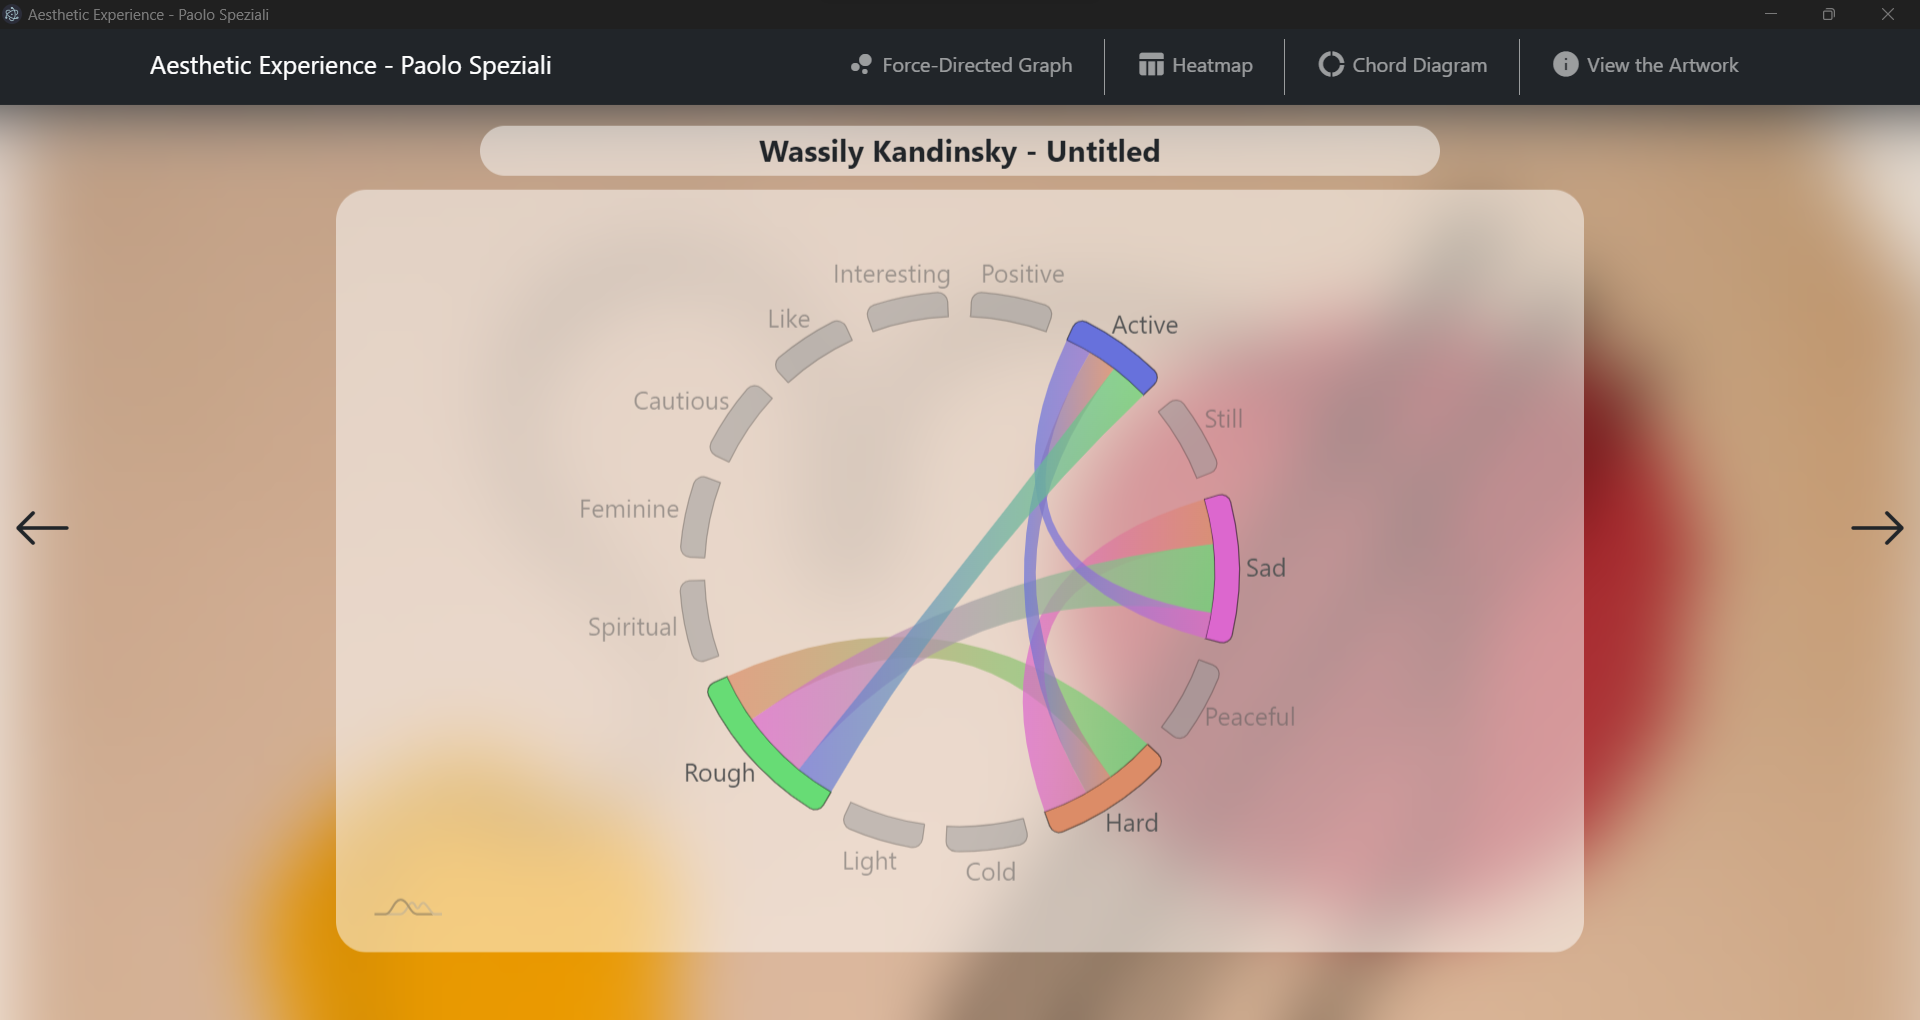 Aesthetic Experience - Paolo Speziali
Aesthetic Experience - Paolo Speziali
Force-Directed Graph
Heatmap
Chord Diagram
View the Artwork
Wassily Kandinsky - Untitled
Interesting
Positive
Like
Active
Cautious
Still
Feminine
Sad
Spiritual
Peaceful
Rough
Hard
Light
Cold